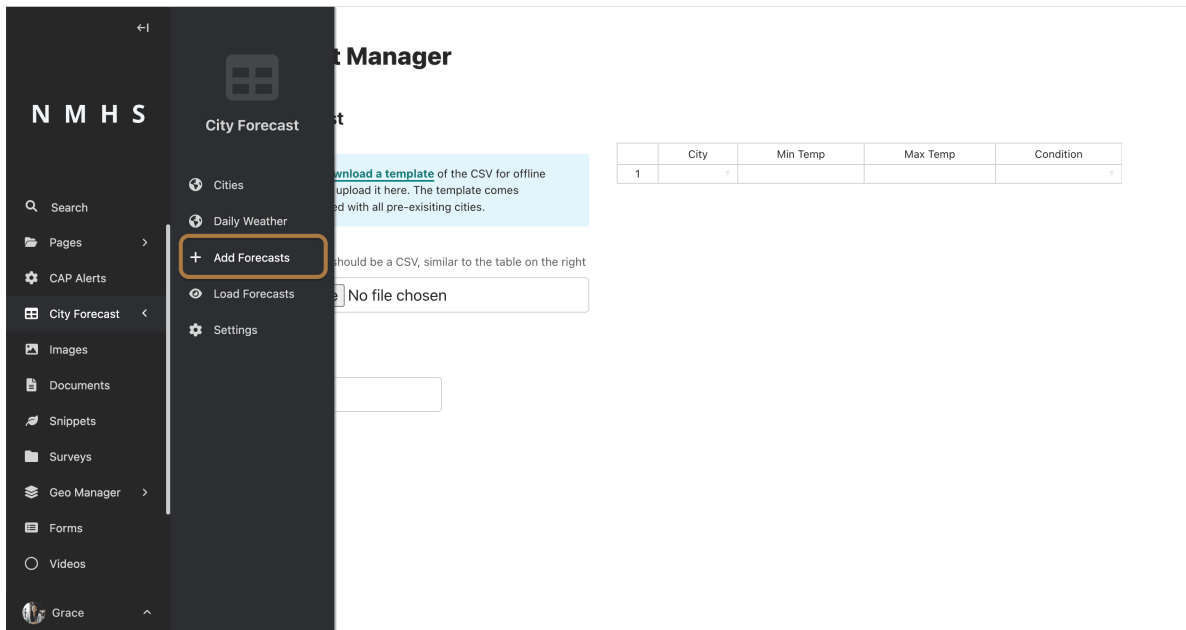 N M H S
Search
Pages
CAP Alerts
City Forecast
Images
Documents
Snippets
Surveys
Geo Manager
Forms
Videos
Grace
City Forecast
Cities
Daily Weather
Add Forecasts
Load Forecasts
Settings
t Manager
st
wnload a template of the CSV for offline
upload it here. The template comes
ed with all pre-exisiting cities.
should be a CSV, similar to the table on the right
e No file chosen
City Min Temp Max Temp Condition
1